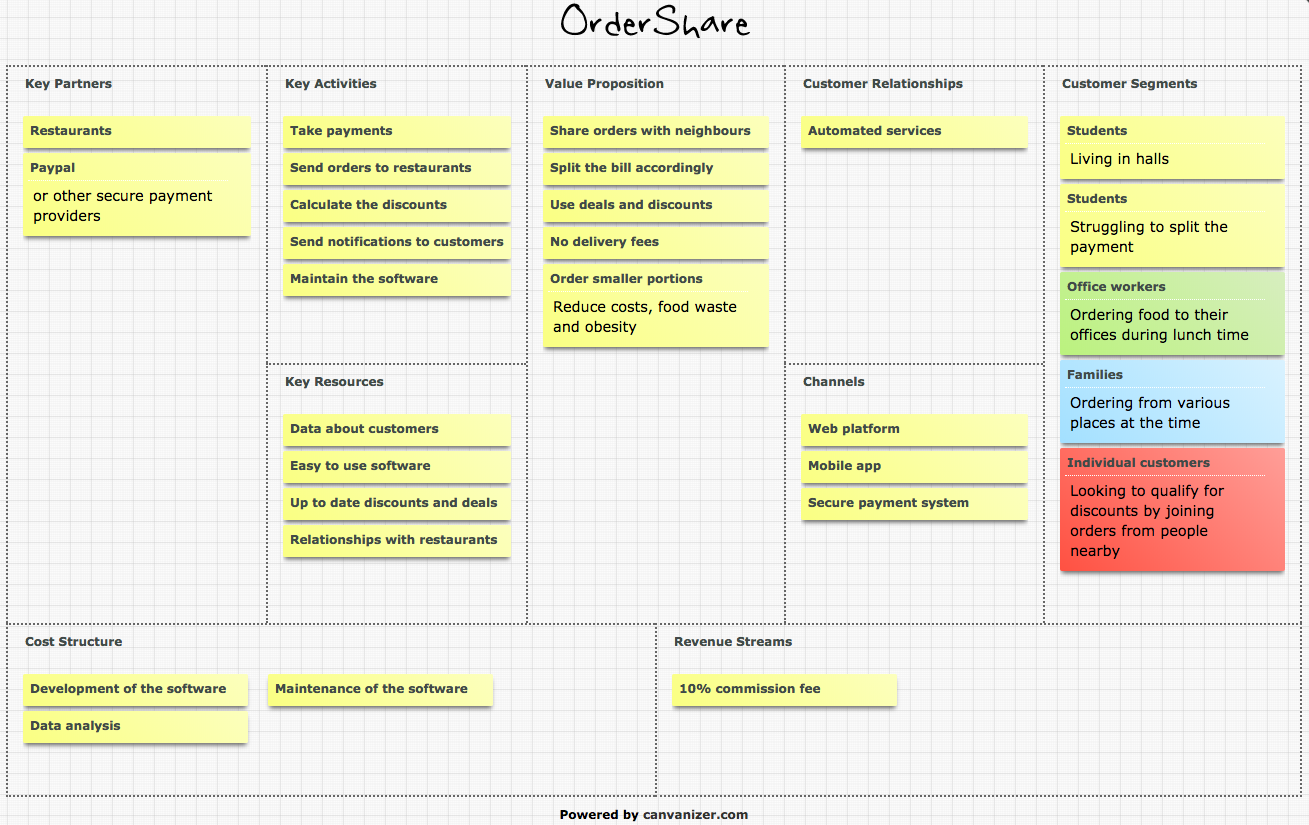 OrderShare
Key Partners
Restaurants
Paypal
or other secure payment
providers
Key Activities
Take payments
Send orders to restaurants
Calculate the discounts
Send notifications to customers
Maintain the software
Key Resources
Data about customers
Easy to use software
Up to date discounts and deals
Relationships with restaurants
Value Proposition
Share orders with neighbours
Split the bill accordingly
Use deals and discounts
No delivery fees
Order smaller portions
Reduce costs, food waste
and obesity
Customer Relationships
Automated services
Channels
Web platform
Mobile app
Secure payment system
Customer Segments
Students
Living in halls
Students
Struggling to split the
payment
Office workers
Ordering food to their
offices during lunch time
Families
Ordering from various
places at the time
Individual customers
Looking to qualify for
discounts by joining
orders from people
nearby
Cost Structure
Development of the software
Maintenance of the software
Data analysis
Revenue Streams
10% commission fee
Powered by canvanizer.com